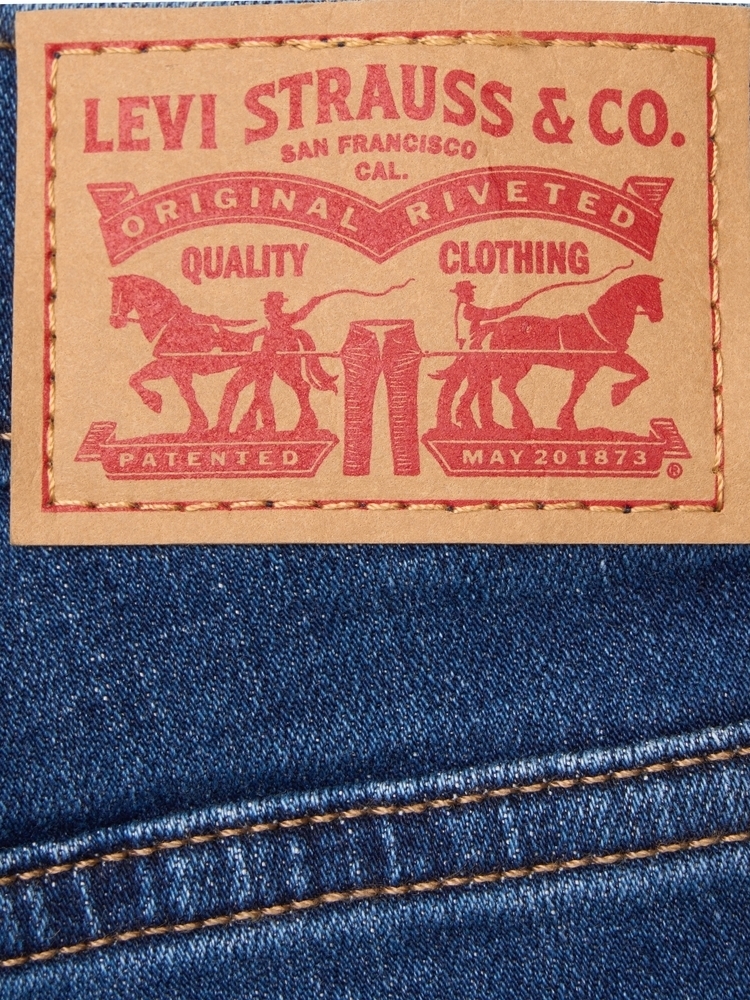 LEVI STRAUSS & CO.
SAN FRANCISCO
CAL.
ORIGINAL RIVETED
QUALITY CLOTHING
PATENTED MAY 20 1873 ®